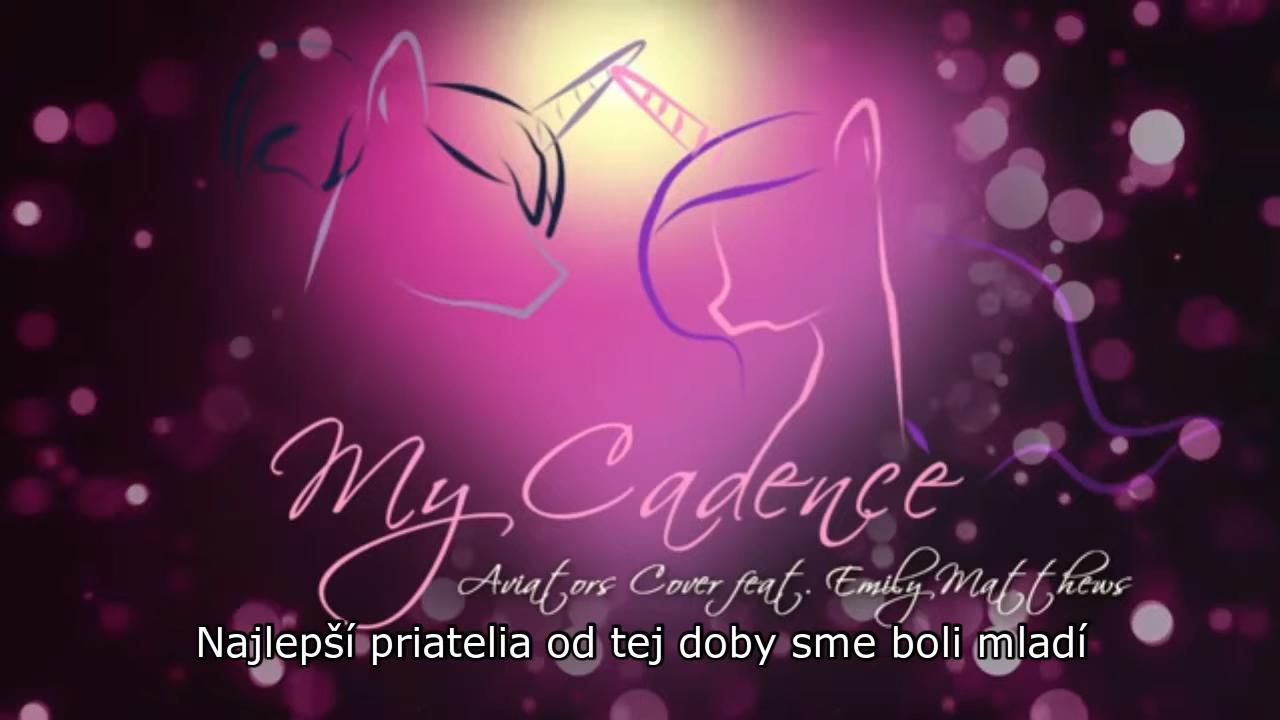 My Cadence
Aviators Cover feat. Emily Matthews
Najlepší priatelia od tej doby sme boli mladí